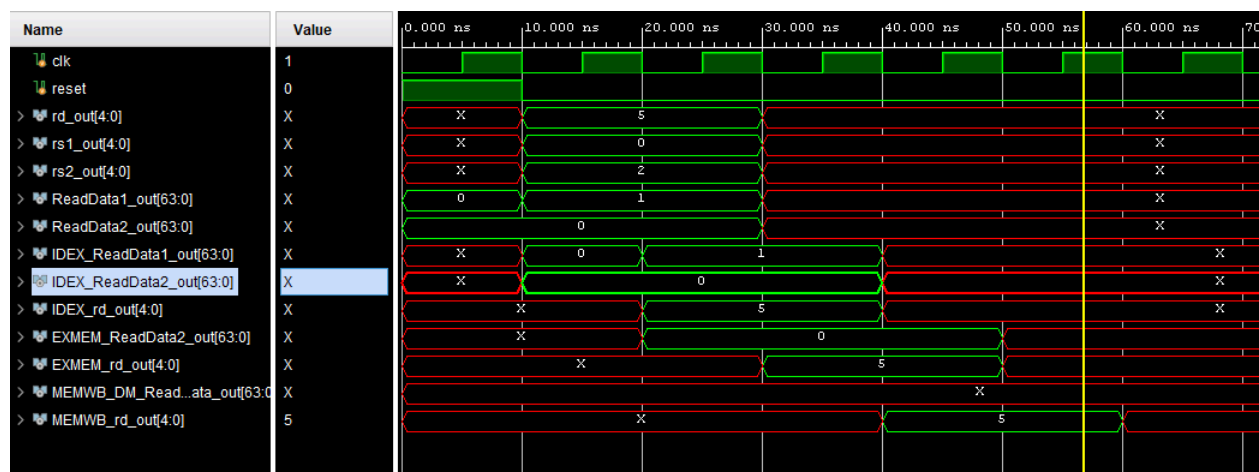 Name Value 0.000 ns 10.000 ns 20.000 ns 30.000 ns 40.000 ns 50.000 ns 60.000 ns 70
clk 1
reset 0
rd_out[4:0] X X 5 X
rs1_out[4:0] X X 0 X
rs2_out[4:0] X X 2 X
ReadData1_out[63:0] X 0 1 X
ReadData2_out[63:0] X 0 X
IDEX_ReadData1_out[63:0] X X 0 1 X
IDEX_ReadData2_out[63:0] X X 0 X
IDEX_rd_out[4:0] X X 5 X
EXMEM_ReadData2_out[63:0] X X 0
EXMEM_rd_out[4:0] X X 5
MEMWB_DM_Read...ata_out[63:0 X X
MEMWB_rd_out[4:0] 5 X 5